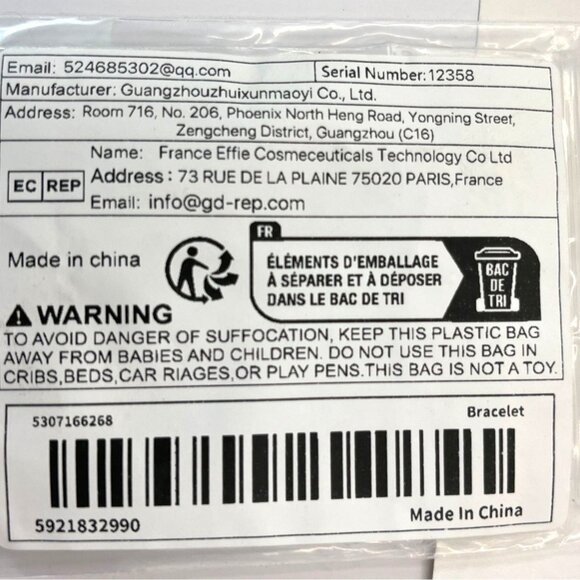 Email: 524685302@qq.com
Serial Number:12358
Manufacturer: Guangzhouzhuixunmaoyi Co., Ltd.
Address: Room 716, No. 206, Phoenix North Heng Road, Yongning Street,
Zengcheng District, Guangzhou (C16)
EC REP
Name: France Effie Cosmeceuticals Technology Co Ltd
Address : 73 RUE DE LA PLAINE 75020 PARIS,France
Email: info@gd-rep.com
Made in china
FR
ÉLÉMENTS D'EMBALLAGE
À SÉPARER ET À DÉPOSER
DANS LE BAC DE TRI
BAC
DE
TRI
WARNING
TO AVOID DANGER OF SUFFOCATION, KEEP THIS PLASTIC BAG
AWAY FROM BABIES AND CHILDREN. DO NOT USE THIS BAG IN
CRIBS,BEDS,CAR RIAGES,OR PLAY PENS.THIS BAG IS NOT A TOY.
5307166268
Bracelet
5921832990
Made In China